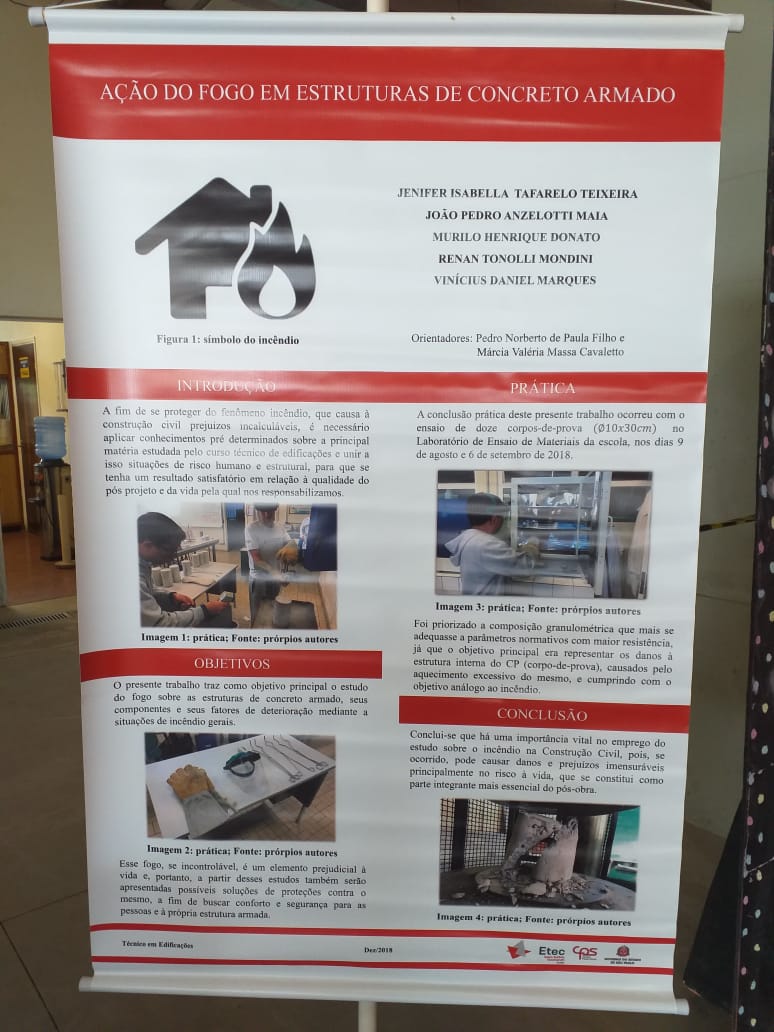 AÇÃO DO FOGO EM ESTRUTURAS DE CONCRETO ARMADO
JENIFER ISABELLA TAFARELO TEIXEIRA
JOÃO PEDRO ANZELOTTI MAIA
MURILO HENRIQUE DONATO
RENAN TONOLLI MONDINI
VINÍCIUS DANIEL MARQUES
Figura 1: símbolo do incêndio
Orientadores: Pedro Norberto de Paula Filho e
Márcia Valéria Massa Cavaletto
INTRODUÇÃO
A fim de se proteger do fenômeno incêndio, que causa à
construção civil prejuízos incalculáveis, é necessário
aplicar conhecimentos pré determinados sobre a principal
matéria estudada pelo curso técnico de edificações e unir a
isso situações de risco humano e estrutural, para que se
tenha um resultado satisfatório em relação à qualidade do
pós projeto e da vida pela qual nos responsabilizamos.
Imagem 1: prática; Fonte: prórpios autores
OBJETIVOS
O presente trabalho traz como objetivo principal o estudo
do fogo sobre as estruturas de concreto armado, seus
componentes e seus fatores de deterioração mediante a
situações de incêndio gerais.
Imagem 2: prática; Fonte: prórpios autores
Esse fogo, se incontrolável, é um elemento prejudicial à
vida e, portanto, a partir desses estudos também serão
apresentadas possíveis soluções de proteções contra o
mesmo, a fim de buscar conforto e segurança para as
pessoas e à própria estrutura armada.
PRÁTICA
A conclusão prática deste presente trabalho ocorreu com o
ensaio de doze corpos-de-prova (Ø10x30cm) no
Laboratório de Ensaio de Materiais da escola, nos dias 9
de agosto e 6 de setembro de 2018.
Imagem 3: prática; Fonte: prórpios autores
Foi priorizado a composição granulométrica que mais se
adequasse a parâmetros normativos com maior resistência,
já que o objetivo principal era representar os danos à
estrutura interna do CP (corpo-de-prova), causados pelo
aquecimento excessivo do mesmo, e cumprindo com o
objetivo análogo ao incêndio.
CONCLUSÃO
Conclui-se que há uma importância vital no emprego do
estudo sobre o incêndio na Construção Civil, pois, se
ocorrido, pode causar danos e prejuízos imensuráveis
principalmente no risco à vida, que se constitui como
parte integrante mais essencial do pós-obra.
Imagem 4: prática; Fonte: prórpios autores
Técnico em Edificações
Dez/2018
Etec
cps
GOVERNO DO ESTADO
DE SÃO PAULO